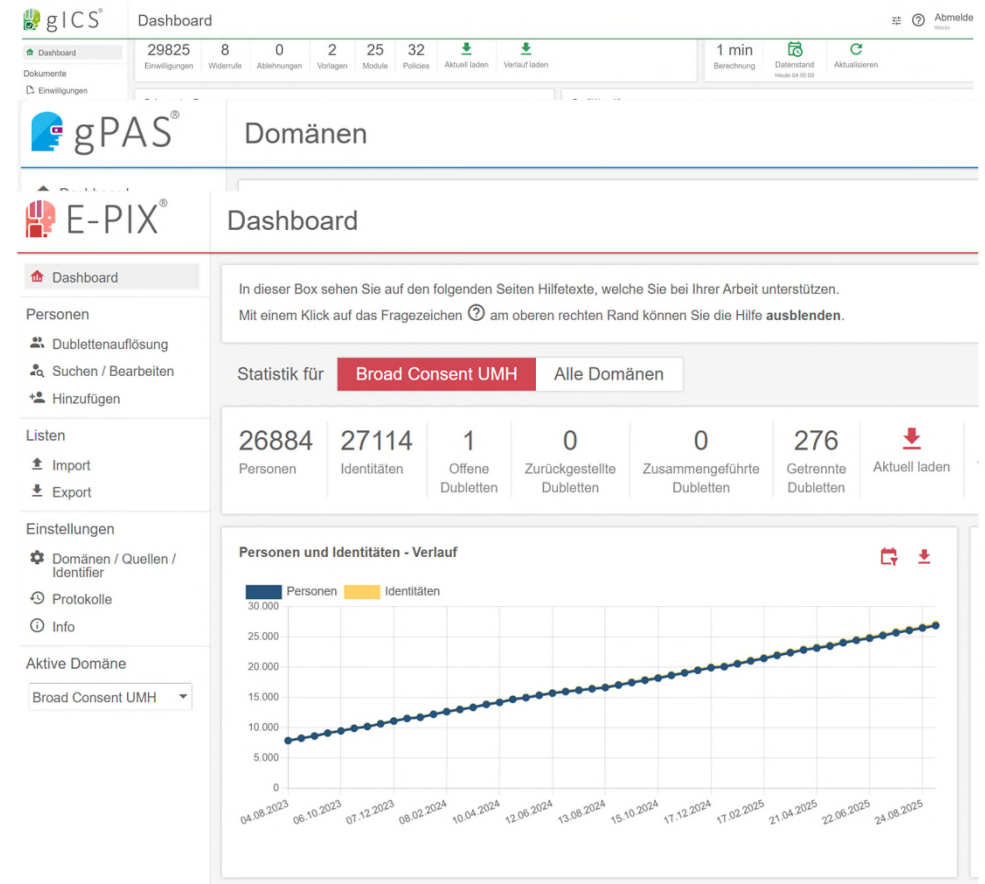 gICS®
Dashboard
Abmelde
Dashboard
Dokumente
Einwilligungen
29825
Einwilligungen
8
Widerrufe
0
Ablehnungen
2
Vorlagen
25
Module
32
Policies
Aktuell laden
Verlauf laden
1 min
Berechnung
Datenstand
Heute 04:00:00
Aktualisieren
gPAS®
Domänen
E-PIX®
Dashboard
Dashboard
Personen
Dublettenauflösung
Suchen / Bearbeiten
Hinzufügen
Listen
Import
Export
Einstellungen
Domänen / Quellen /
Identifier
Protokolle
Info
Aktive Domäne
Broad Consent UMH
In dieser Box sehen Sie auf den folgenden Seiten Hilfetexte, welche Sie bei Ihrer Arbeit unterstützen.
Mit einem Klick auf das Fragezeichen ? am oberen rechten Rand können Sie die Hilfe ausblenden.
Statistik für
Broad Consent UMH
Alle Domänen
26884
Personen
27114
Identitäten
1
Offene
Dubletten
0
Zurückgestellte
Dubletten
0
Zusammengeführte
Dubletten
276
Getrennte
Dubletten
Aktuell laden
Personen und Identitäten - Verlauf
Personen
Identitäten
30.000
25.000
20.000
15.000
10.000
5.000
0
04.08.2023
06.10.2023
07.12.2023
08.02.2024
10.04.2024
12.06.2024
13.08.2024
15.10.2024
17.12.2024
17.02.2025
21.04.2025
22.06.2025
24.08.2025